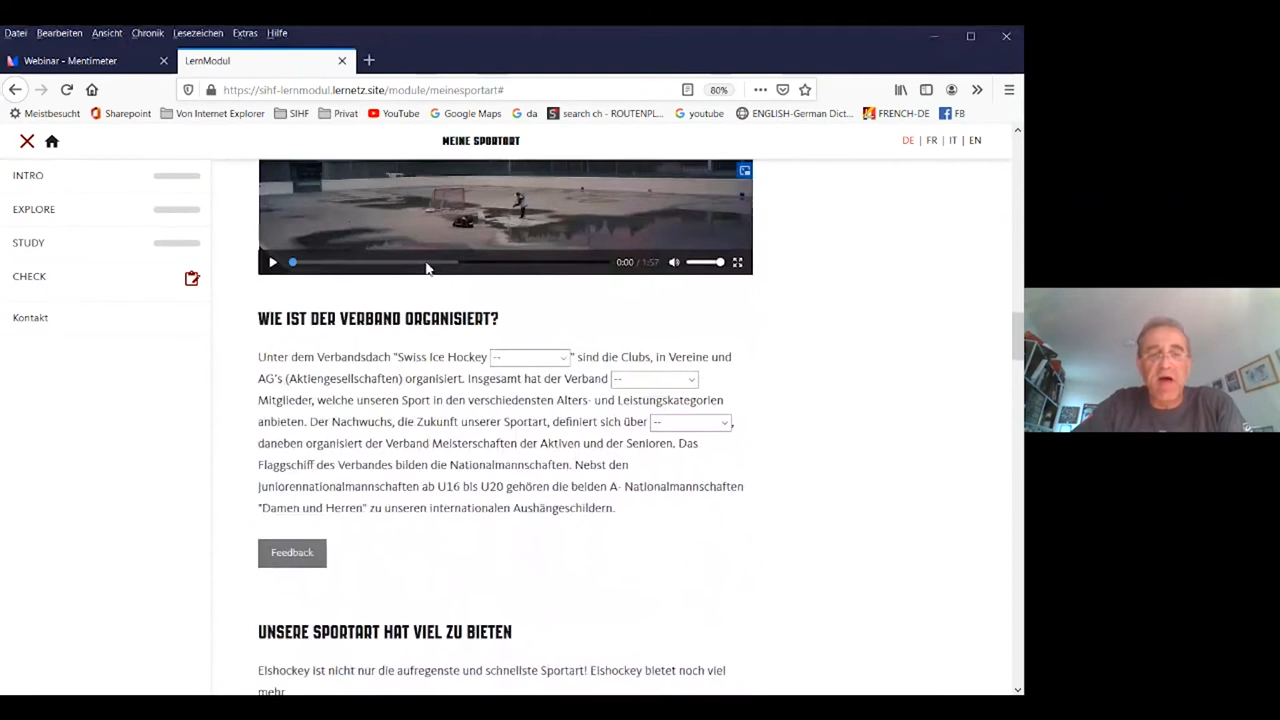 Datei Bearbeiten Ansicht Chronik Lesezeichen Extras Hilfe
Webinar - Mentimeter
LernModul
https://sihf-lernmodul.lernetz.site/module/meinesportart#
80%
Meistbesucht Sharepoint Von Internet Explorer SIHF Privat YouTube Google Maps da search ch - ROUTENPL... youtube ENGLISH-German Dict... FRENCH-DE FB
MEINE SPORTART
DE | FR | IT | EN
INTRO
EXPLORE
STUDY
CHECK
Kontakt
0:00 / 1:57
WIE IST DER VERBAND ORGANISIERT?
Unter dem Verbandsdach "Swiss Ice Hockey -- " sind die Clubs, in Vereine und
AG's (Aktiengesellschaften) organisiert. Insgesamt hat der Verband --
Mitglieder, welche unseren Sport in den verschiedensten Alters- und Leistungskategorien
anbieten. Der Nachwuchs, die Zukunft unserer Sportart, definiert sich über -- ,
daneben organisiert der Verband Meisterschaften der Aktiven und der Senioren. Das
Flaggschiff des Verbandes bilden die Nationalmannschaften. Nebst den
Juniorennationalmannschaften ab U16 bis U20 gehören die beiden A- Nationalmannschaften
"Damen und Herren" zu unseren internationalen Aushängeschildern.
Feedback
UNSERE SPORTART HAT VIEL ZU BIETEN
Eishockey ist nicht nur die aufregenste und schnellste Sportart! Eishockey bietet noch viel
mehr